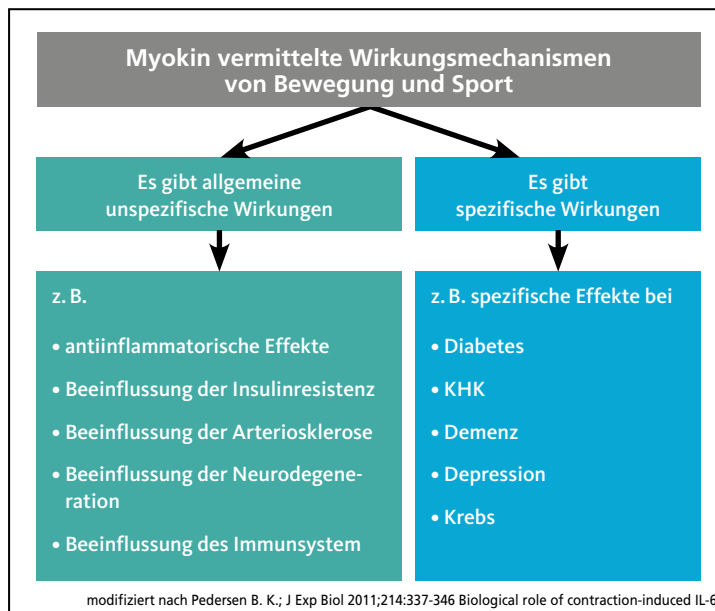 Myokin vermittelte Wirkungsmechanismen
von Bewegung und Sport
Es gibt allgemeine
unspezifische Wirkungen
z. B.
• antiinflammatorische Effekte
• Beeinflussung der Insulinresistenz
• Beeinflussung der Arteriosklerose
• Beeinflussung der Neurodegene-
ration
• Beeinflussung des Immunsystem
Es gibt
spezifische Wirkungen
z. B. spezifische Effekte bei
• Diabetes
• KHK
• Demenz
• Depression
• Krebs
modifiziert nach Pedersen B. K.; J Exp Biol 2011;214:337-346 Biological role of contraction-induced IL-6